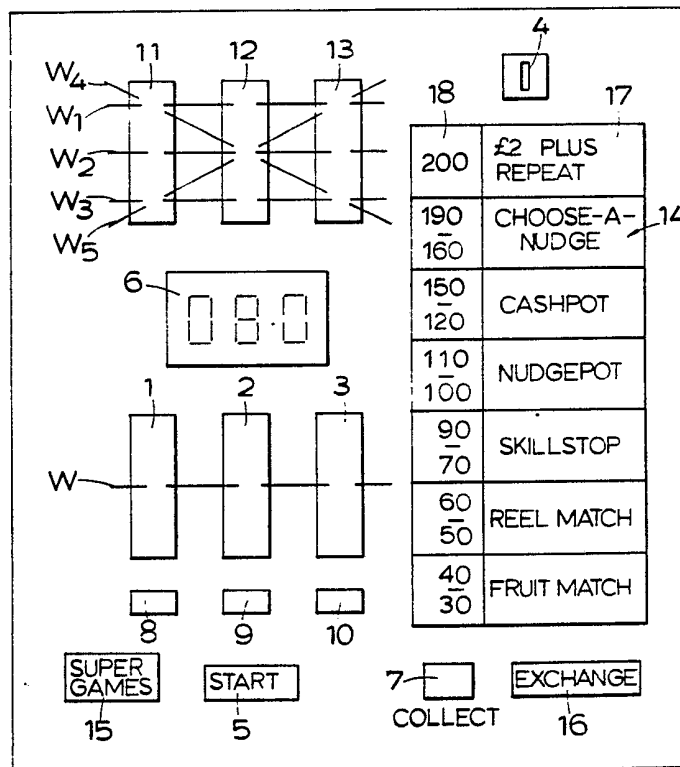 4
11 12 13
W4
W1
W2
W3
W5
18 17
200 £2 PLUS
REPEAT
190
-
160 CHOOSE-A-
NUDGE
14
150
-
120 CASHPOT
110
-
100 NUDGEPOT
90
-
70 SKILLSTOP
60
-
50 REEL MATCH
40
-
30 FRUIT MATCH
6
08.0
1 2 3
W
8 9 10
SUPER
GAMES
15
START
5
7
COLLECT
EXCHANGE
16